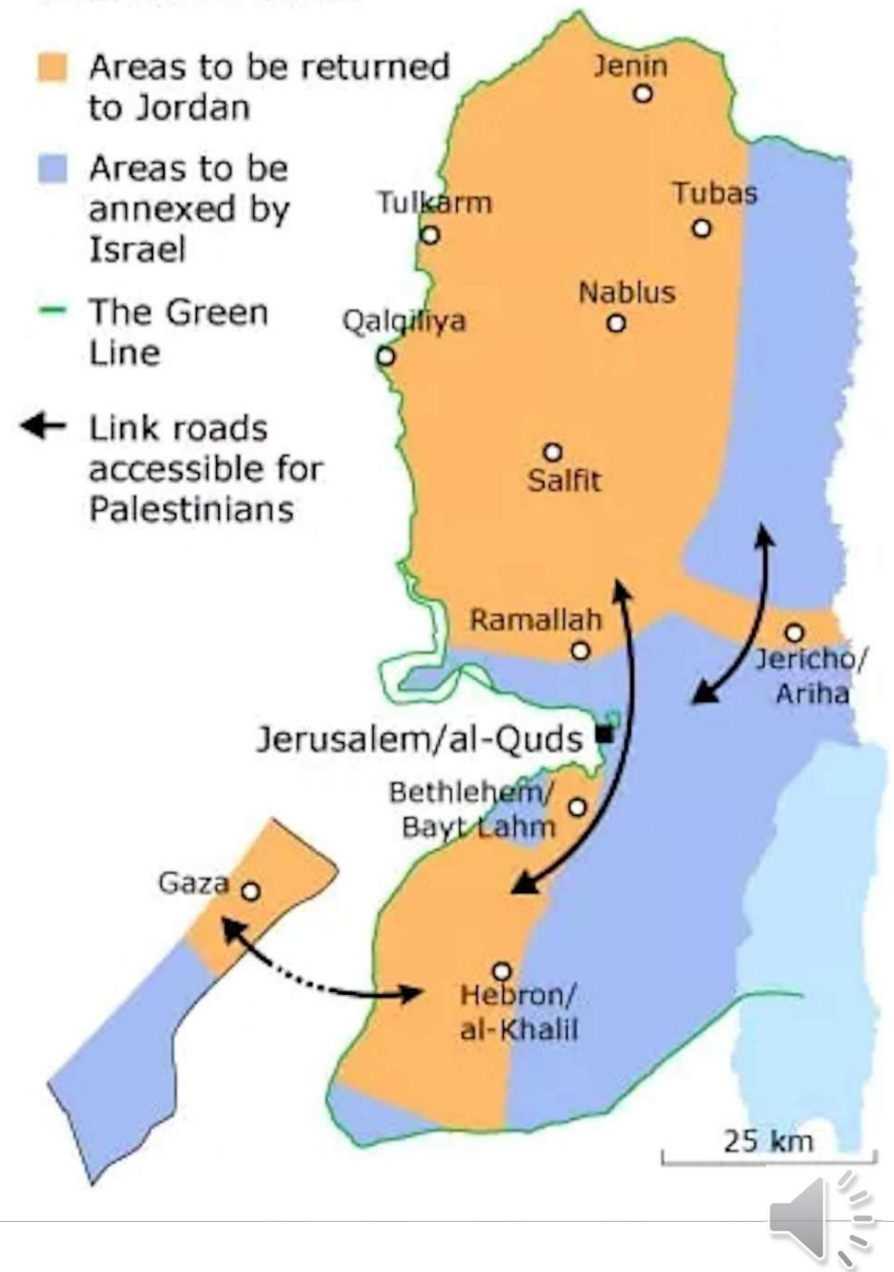 Areas to be returned
to Jordan
Areas to be
annexed by
Israel
The Green
Line
Link roads
accessible for
Palestinians
Jenin
Tulkarm
Tubas
Nablus
Qalqiliya
Salfit
Ramallah
Jericho/
Ariha
Jerusalem/al-Quds
Bethlehem/
Bayt Lahm
Gaza
Hebron/
al-Khalil
25 km